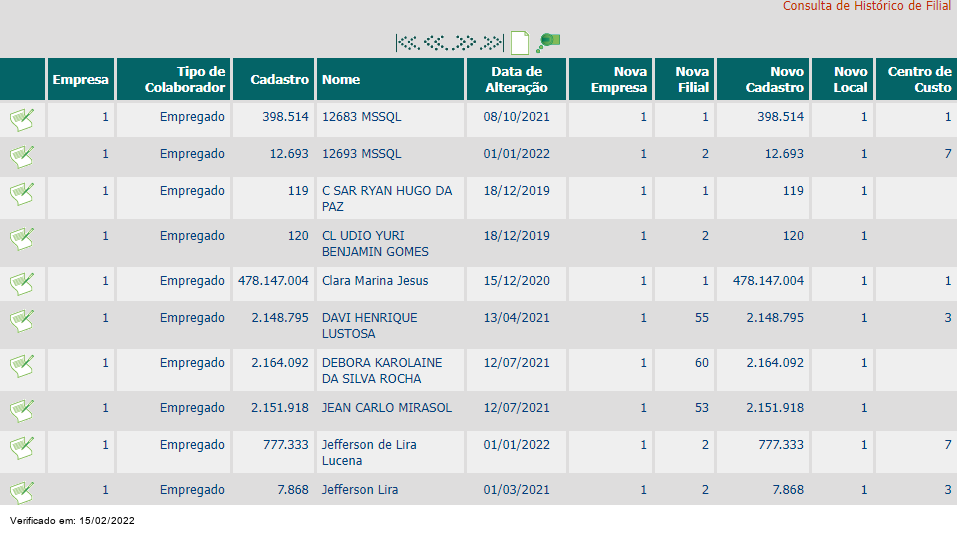 Consulta de Histórico de Filial
Empresa Tipo de Colaborador Cadastro Nome Data de Alteração Nova Empresa Nova Filial Novo Cadastro Novo Local Centro de Custo
1 Empregado 398.514 12683 MSSQL 08/10/2021 1 1 398.514 1 1
1 Empregado 12.693 12693 MSSQL 01/01/2022 1 2 12.693 1 7
1 Empregado 119 C SAR RYAN HUGO DA PAZ 18/12/2019 1 1 119 1
1 Empregado 120 CL UDIO YURI BENJAMIN GOMES 18/12/2019 1 2 120 1
1 Empregado 478.147.004 Clara Marina Jesus 15/12/2020 1 1 478.147.004 1 1
1 Empregado 2.148.795 DAVI HENRIQUE LUSTOSA 13/04/2021 1 55 2.148.795 1 3
1 Empregado 2.164.092 DEBORA KAROLAINE DA SILVA ROCHA 12/07/2021 1 60 2.164.092 1
1 Empregado 2.151.918 JEAN CARLO MIRASOL 12/07/2021 1 53 2.151.918 1
1 Empregado 777.333 Jefferson de Lira Lucena 01/01/2022 1 2 777.333 1 7
1 Empregado 7.868 Jefferson Lira 01/03/2021 1 2 7.868 1 3
Verificado em: 15/02/2022